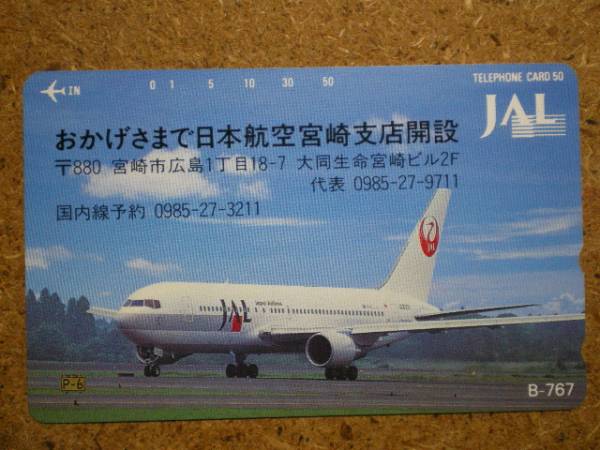 IN 0 1 5 10 30 50
TELEPHONE CARD 50
JAL
おかげさまで日本航空宮崎支店開設
〒880 宮崎市広島1丁目18-7 大同生命宮崎ビル2F
代表 0985-27-9711
国内線予約 0985-27-3211
JAL
JAL Japan Airlines
P-6
B-767